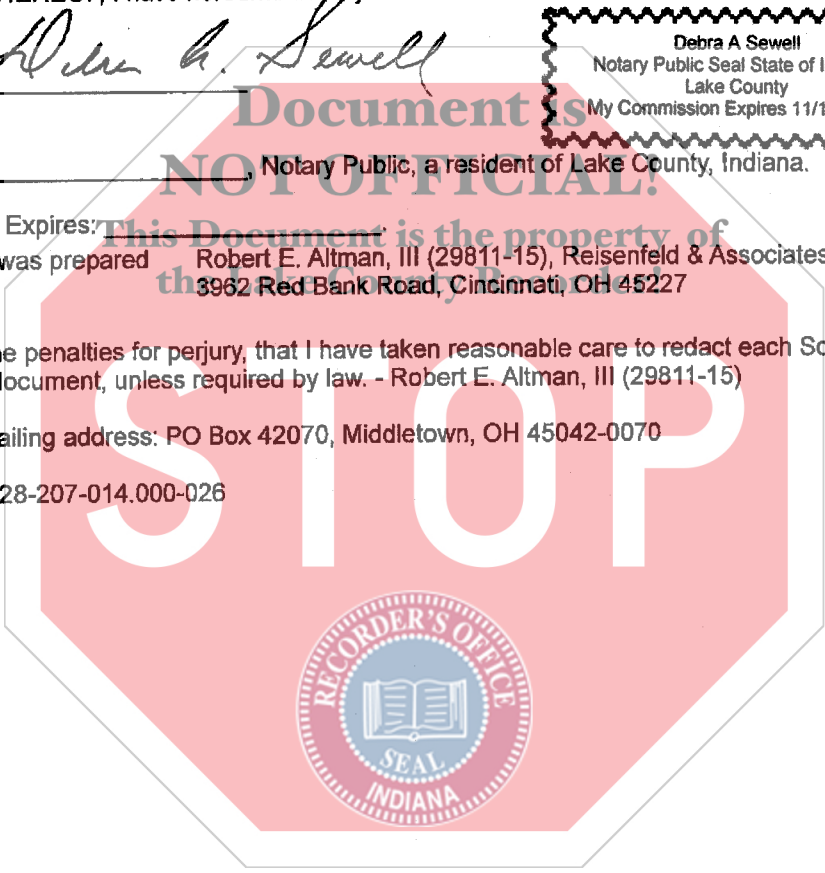 Debra A. Sewell
Debra A Sewell
Notary Public Seal State of
Lake County
My Commission Expires 11/1
Document is
NOT OFFICIAL!
This Document is the property of
the Lake County Recorder!
, Notary Public, a resident of Lake County, Indiana.
Expires:
was prepared Robert E. Altman, III (29811-15), Reisenfeld & Associates
3962 Red Bank Road, Cincinnati, OH 45227
penalties for perjury, that I have taken reasonable care to redact each
document, unless required by law. - Robert E. Altman, III (29811-15)
ailing address: PO Box 42070, Middletown, OH 45042-0070
28-207-014.000-026
STOP
RECORDER'S OFFICE
SEAL
INDIANA